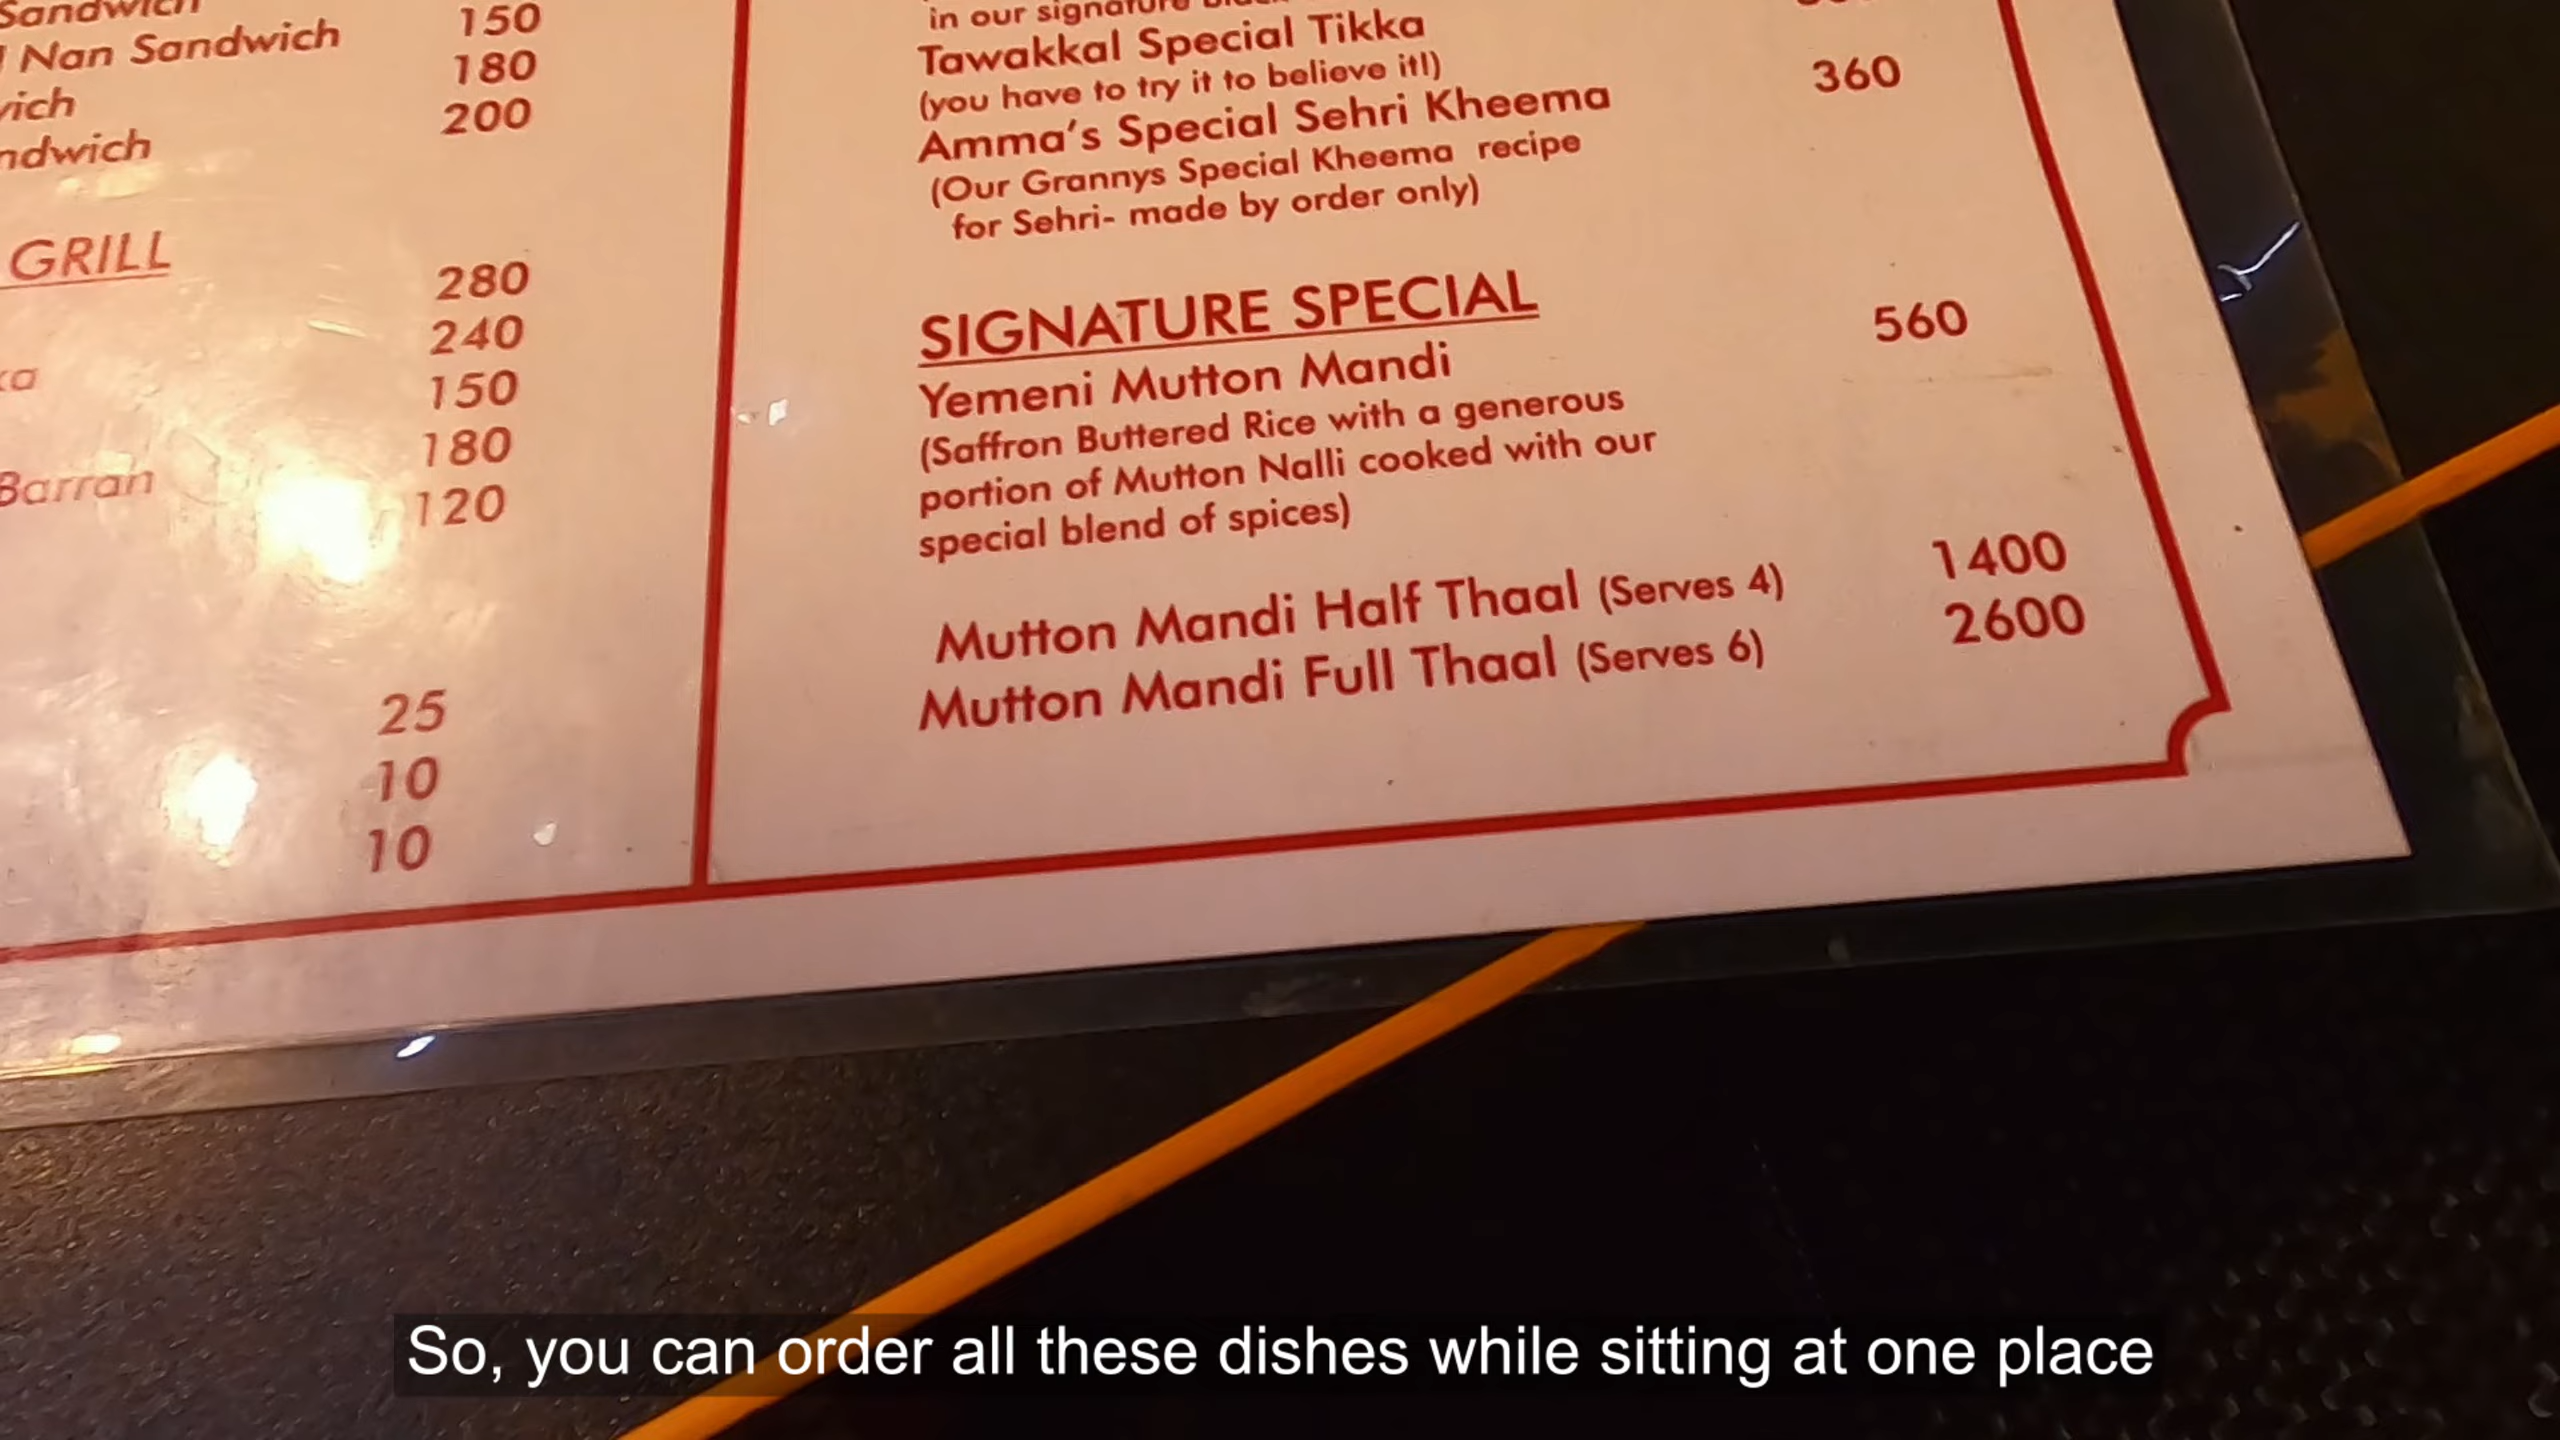 Sandwich 150
Nan Sandwich 180
200
GRILL
280
240
150
180
Barran 120
25
10
10
in our signature
Tawakkal Special Tikka
(you have to try it to believe it!) 360
Amma's Special Sehri Kheema
(Our Grannys Special Kheema recipe
for Sehri- made by order only)
SIGNATURE SPECIAL
Yemeni Mutton Mandi 560
(Saffron Buttered Rice with a generous
portion of Mutton Nalli cooked with our
special blend of spices)
Mutton Mandi Half Thaal (Serves 4) 1400
Mutton Mandi Full Thaal (Serves 6) 2600
So, you can order all these dishes while sitting at one place